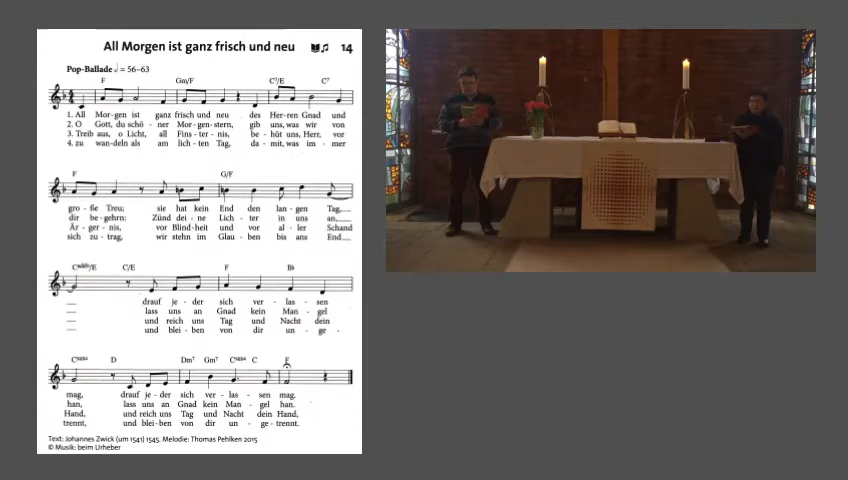 All Morgen ist ganz frisch und neu 14
Pop-Ballade = 56–63
F Gm/F C7/E C7
1. All Mor-gen ist ganz frisch und neu des Her-ren Gnad und
2. O Gott, du schö - ner Mor-gen-stern, gib uns, was wir von
3. Treib aus, o Licht, all Fins - ter - nis, be - hüt uns, Herr, vor
4. zu wan-deln als am lich - ten Tag, da - mit, was im - mer
F G/F
gro - ße Treu; sie hat kein End den lan - gen Tag,
dir be - gehrn: Zünd dei - ne Lich - ter in uns an,
Är - ger - nis, vor Blind-heit und vor al - ler Schand
sich zu - trag, wir stehn im Glau - ben bis ans End
C/E F
drauf je - der sich ver - las - sen
lass uns an Gnad kein Man - gel
und reich uns Tag und Nacht dein
und blei - ben von dir un - ge -
D Dm7 Gm7 C F
mag, drauf je - der sich ver - las - sen mag.
han, lass uns an Gnad kein Man - gel han.
Hand, und reich uns Tag und Nacht dein Hand,
trennt, und blei-ben von dir un - ge - trennt.
Text: Johannes Zwick (um 1541) 1545. Melodie: Thomas Pehlken 2015
© Musik: beim Urheber